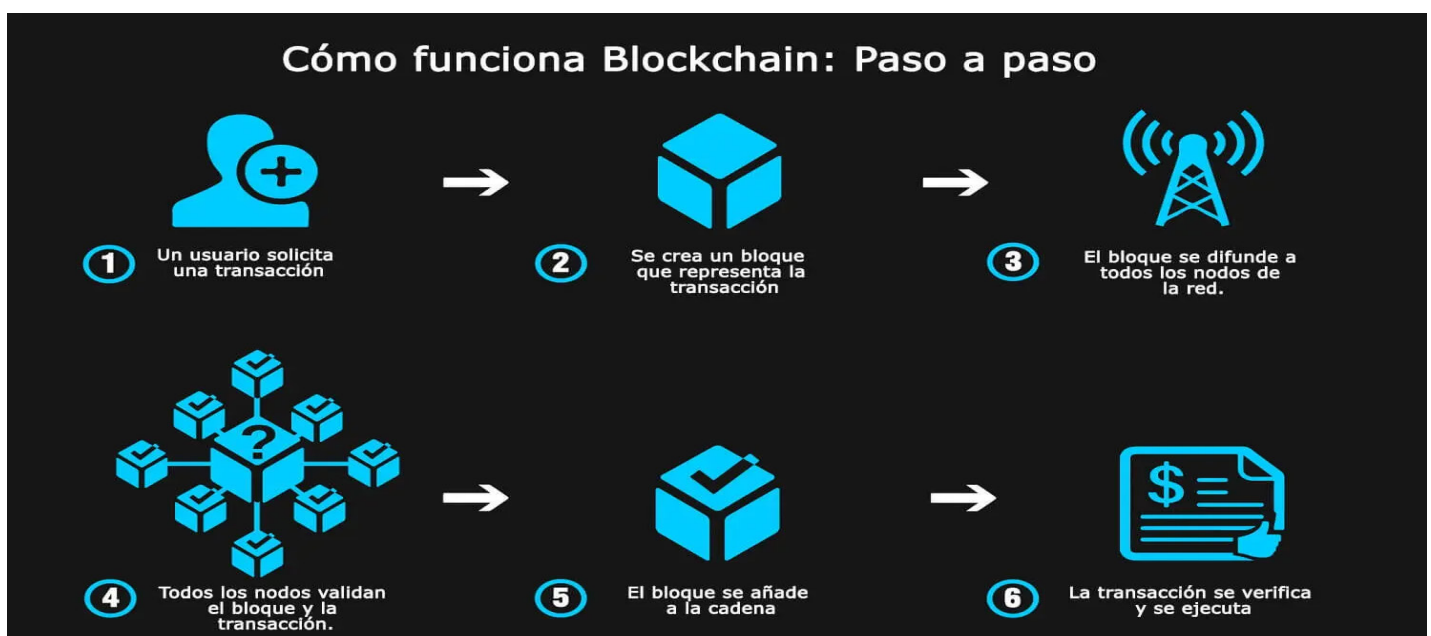 Cómo funciona Blockchain: Paso a paso
1
Un usuario solicita
una transacción
2
Se crea un bloque
que representa la
transacción
3
El bloque se difunde a
todos los nodos de
la red.
?
4
Todos los nodos validan
el bloque y la
transacción.
5
El bloque se añade
a la cadena
$
6
La transacción se verifica
y se ejecuta